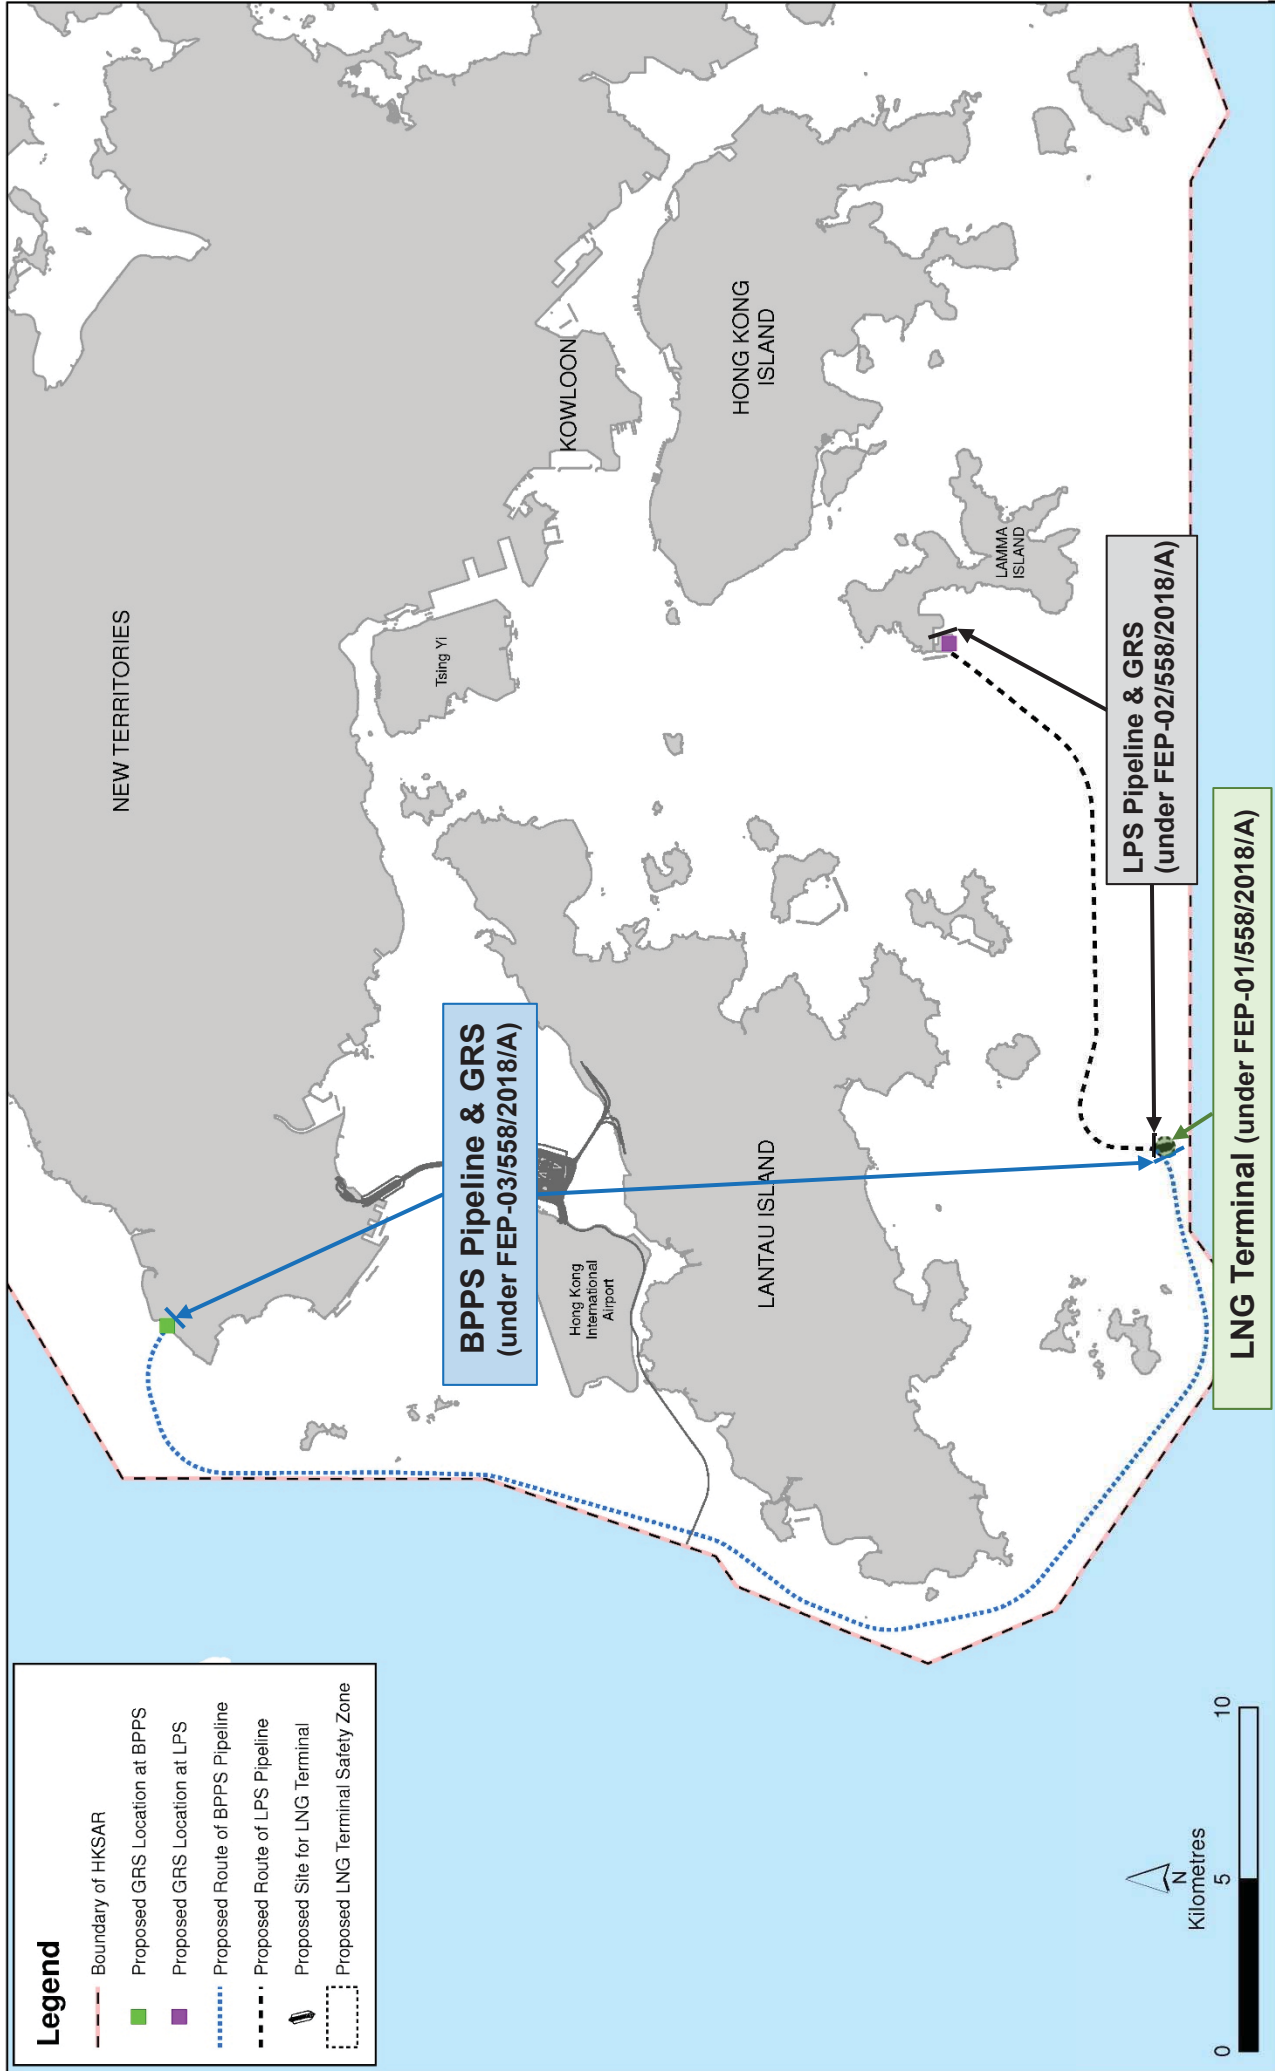 Legend
Boundary of HKSAR
Proposed GRS Location at BPPS
Proposed GRS Location at LPS
Proposed Route of BPPS Pipeline
Proposed Route of LPS Pipeline
Proposed Site for LNG Terminal
Proposed LNG Terminal Safety Zone
NEW TERRITORIES
Tsing Yi
KOWLOON
HONG KONG
ISLAND
BPPS Pipeline & GRS
(under FEP-03/558/2018/A)
Hong Kong
International
Airport
LANTAU ISLAND
LAMMA
ISLAND
LPS Pipeline & GRS
(under FEP-02/558/2018/A)
LNG Terminal (under FEP-01/558/2018/A)
N
Kilometres
0 5 10